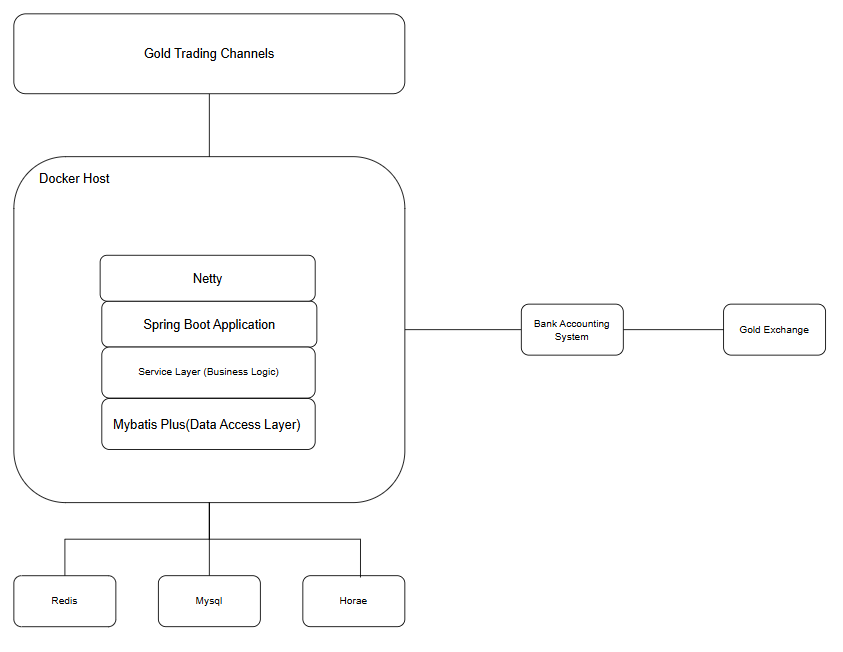 Gold Trading Channels
Docker Host
Netty
Spring Boot Application
Service Layer (Business Logic)
Mybatis Plus(Data Access Layer)
Bank Accounting
System
Gold Exchange
Redis
Mysql
Horae